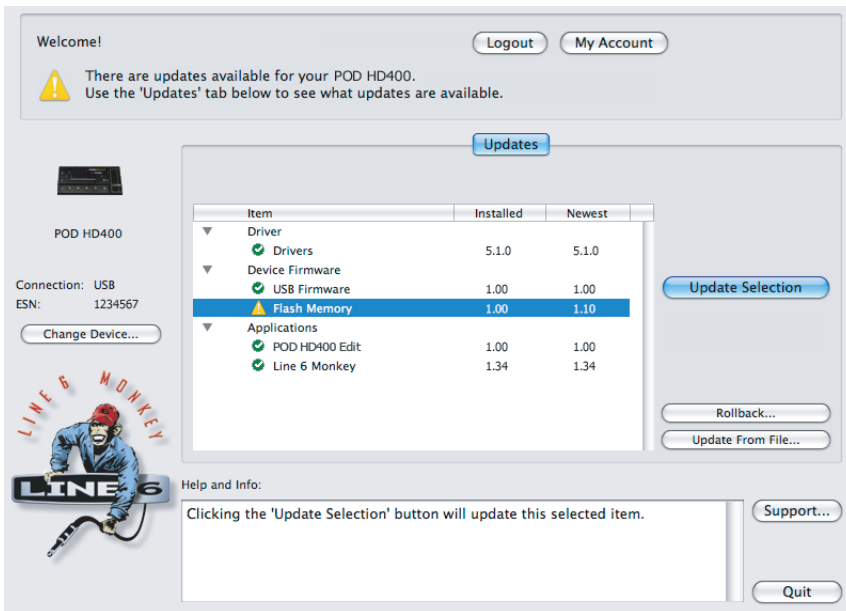 Welcome!
Logout
My Account
There are updates available for your POD HD400.
Use the 'Updates' tab below to see what updates are available.
Updates
POD HD400
Connection: USB
ESN: 1234567
Change Device...
Item Installed Newest
Driver
Drivers 5.1.0 5.1.0
Device Firmware
USB Firmware 1.00 1.00
Flash Memory 1.00 1.10
Applications
POD HD400 Edit 1.00 1.00
Line 6 Monkey 1.34 1.34
Update Selection
Rollback...
Update From File...
LINE 6 MONKEY
LINE 6
Help and Info:
Clicking the 'Update Selection' button will update this selected item.
Support...
Quit